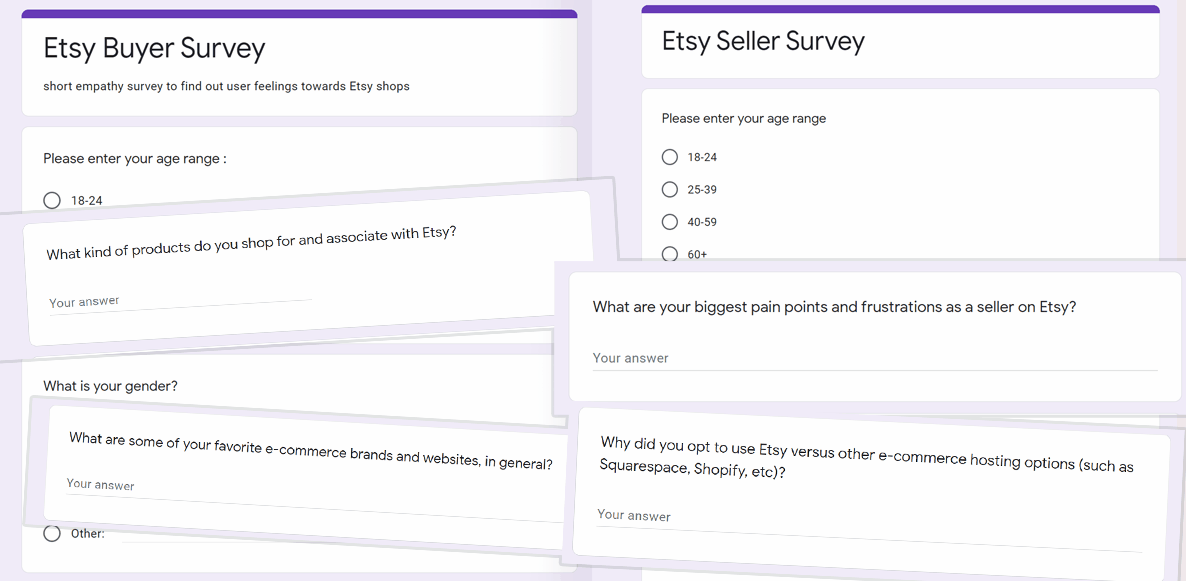 Etsy Buyer Survey
short empathy survey to find out user feelings towards Etsy shops
Please enter your age range :
18-24
What kind of products do you shop for and associate with Etsy?
Your answer
What is your gender?
What are some of your favorite e-commerce brands and websites, in general?
Your answer
Other:
Etsy Seller Survey
Please enter your age range
18-24
25-39
40-59
60+
What are your biggest pain points and frustrations as a seller on Etsy?
Your answer
Why did you opt to use Etsy versus other e-commerce hosting options (such as
Squarespace, Shopify, etc)?
Your answer